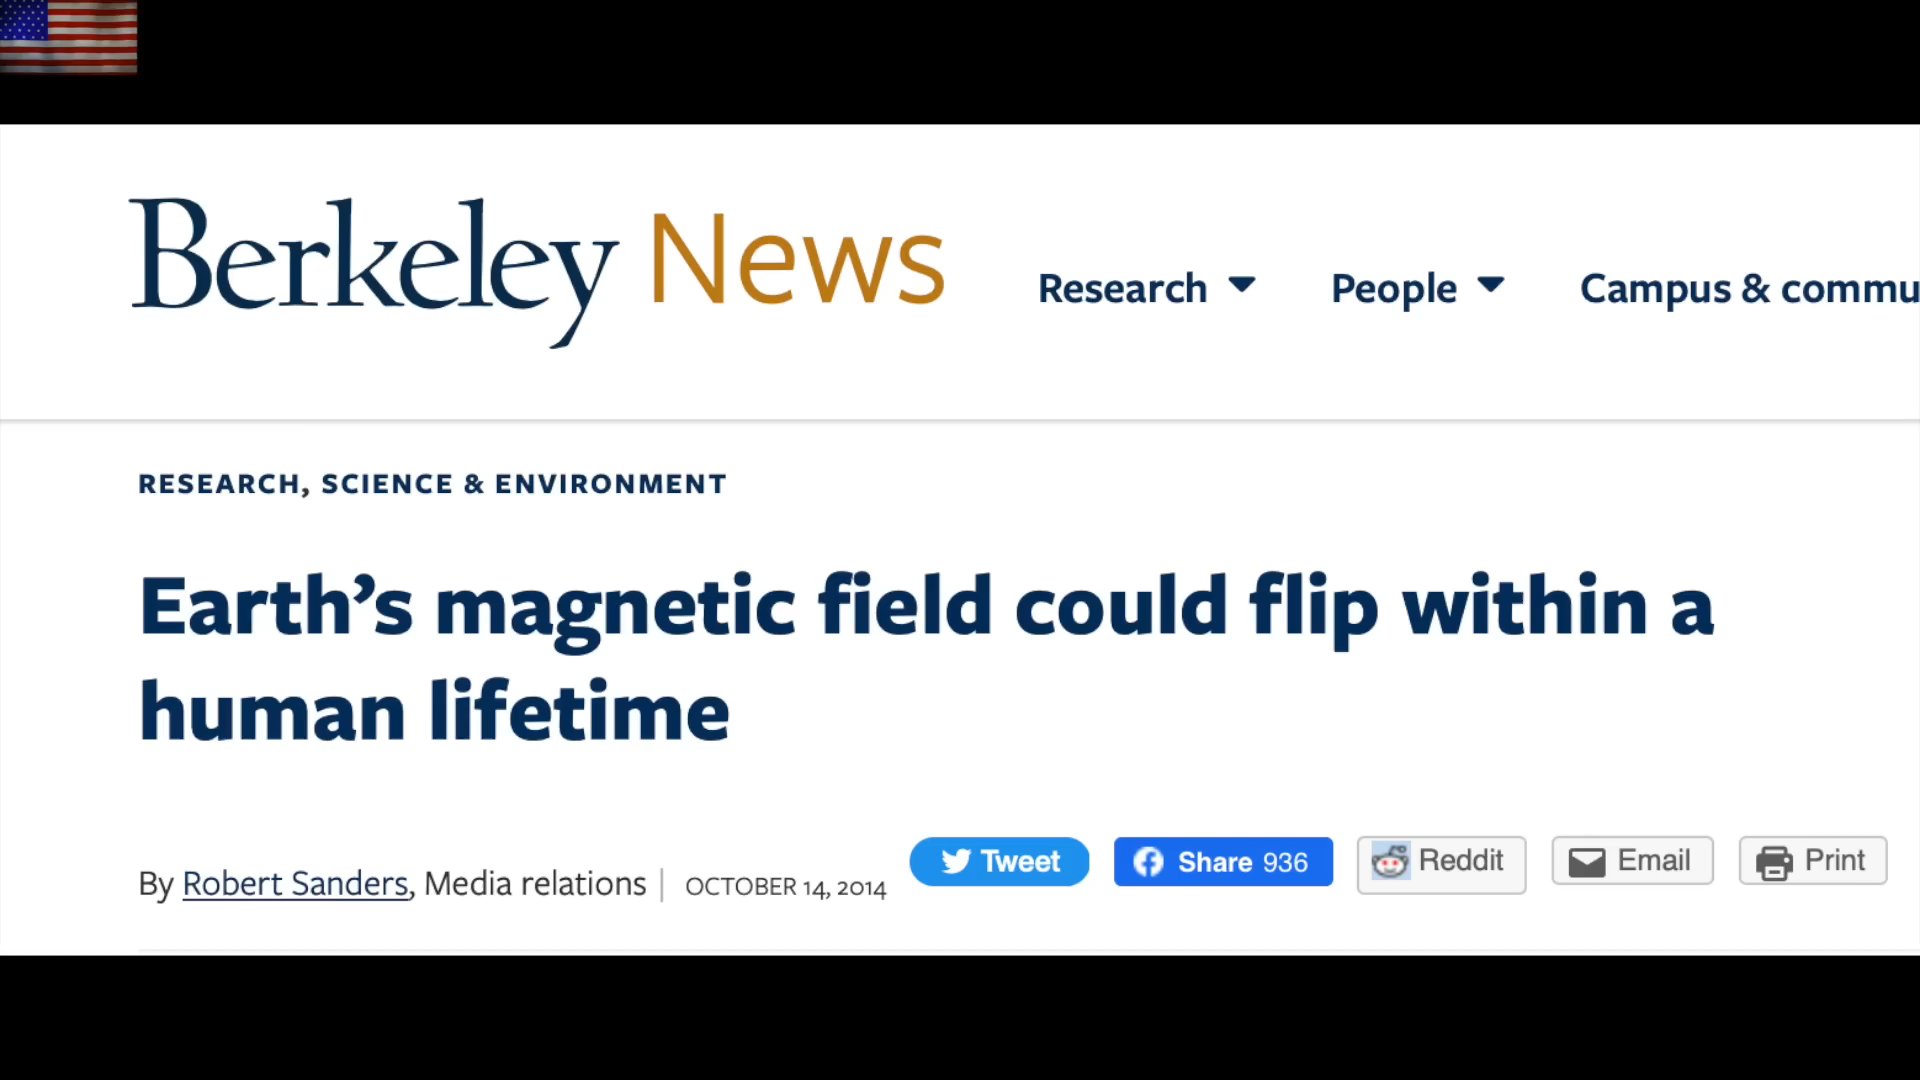 Berkeley News
Research People Campus & commu
RESEARCH, SCIENCE & ENVIRONMENT
Earth’s magnetic field could flip within a
human lifetime
By Robert Sanders, Media relations | OCTOBER 14, 2014 Tweet Share 936 Reddit Email Print